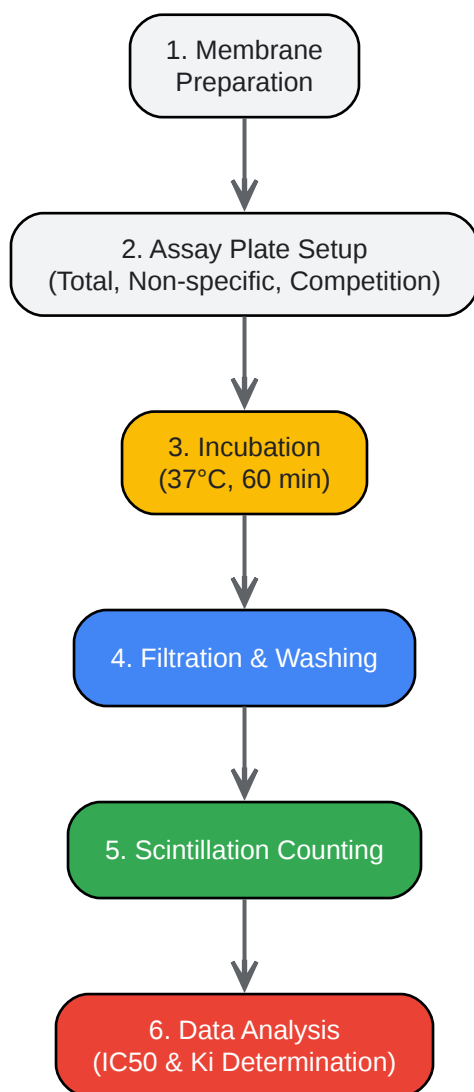 1. Membrane
Preparation
2. Assay Plate Setup
(Total, Non-specific, Competition)
3. Incubation
(37°C, 60 min)
4. Filtration & Washing
5. Scintillation Counting
6. Data Analysis
(IC50 & Ki Determination)